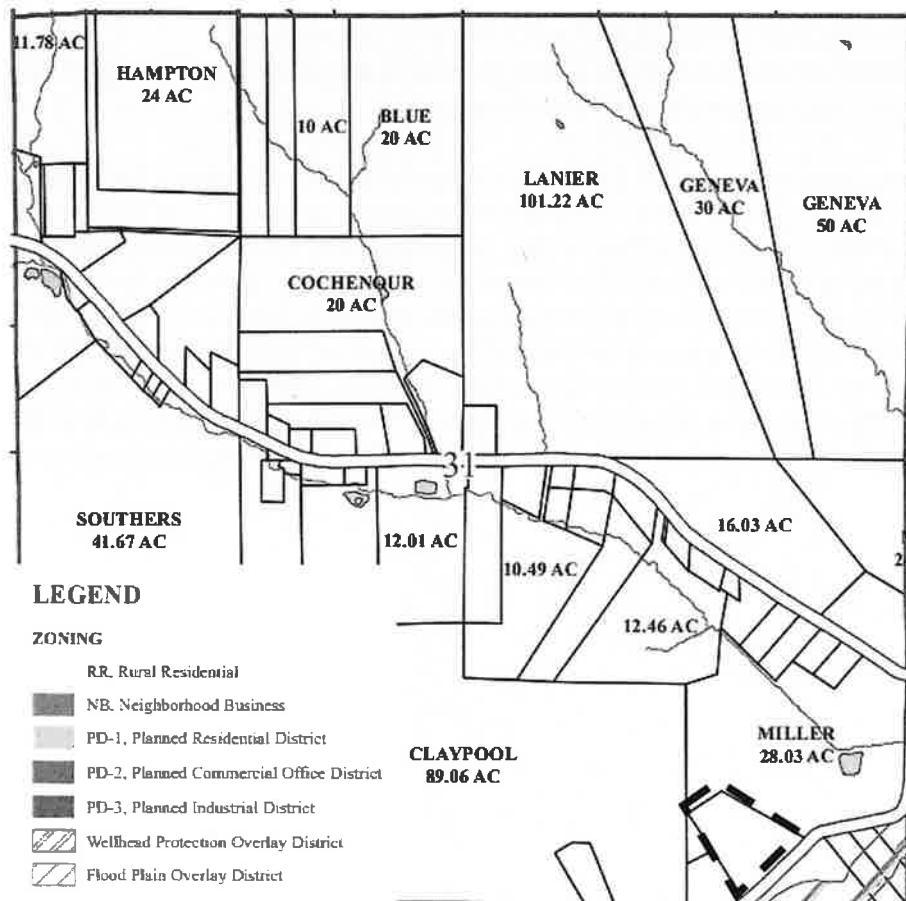 11.78 AC
HAMPTON
24 AC
10 AC
BLUE
20 AC
LANIER
101.22 AC
GENEVA
30 AC
GENEVA
50 AC
COCHENOUR
20 AC
31
SOUTHERS
41.67 AC
12.01 AC
16.03 AC
10.49 AC
2
12.46 AC
CLAYPOOL
89.06 AC
MILLER
28.03 AC
LEGEND
ZONING
RR, Rural Residential
NB, Neighborhood Business
PD-1, Planned Residential District
PD-2, Planned Commercial Office District
PD-3, Planned Industrial District
Wellhead Protection Overlay District
Flood Plain Overlay District